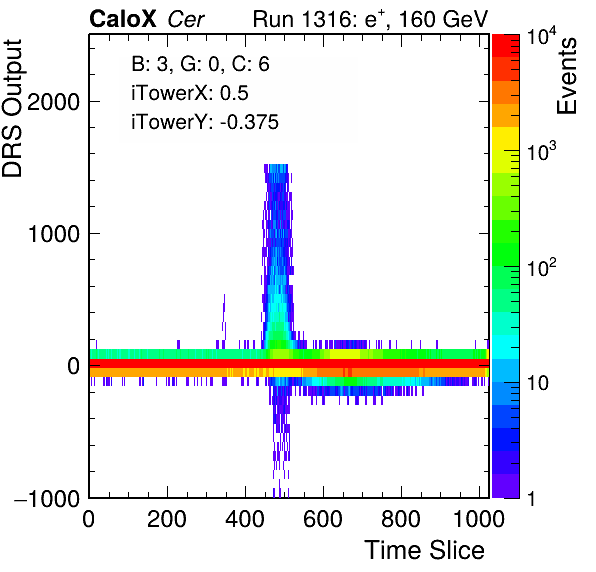 CaloX Cer Run 1316: e⁺, 160 GeV
B: 3, G: 0, C: 6
iTowerX: 0.5
iTowerY: -0.375
DRS Output
2000
1000
0
−1000
0 200 400 600 800 1000
Time Slice
Events
10⁴
10³
10²
10
1